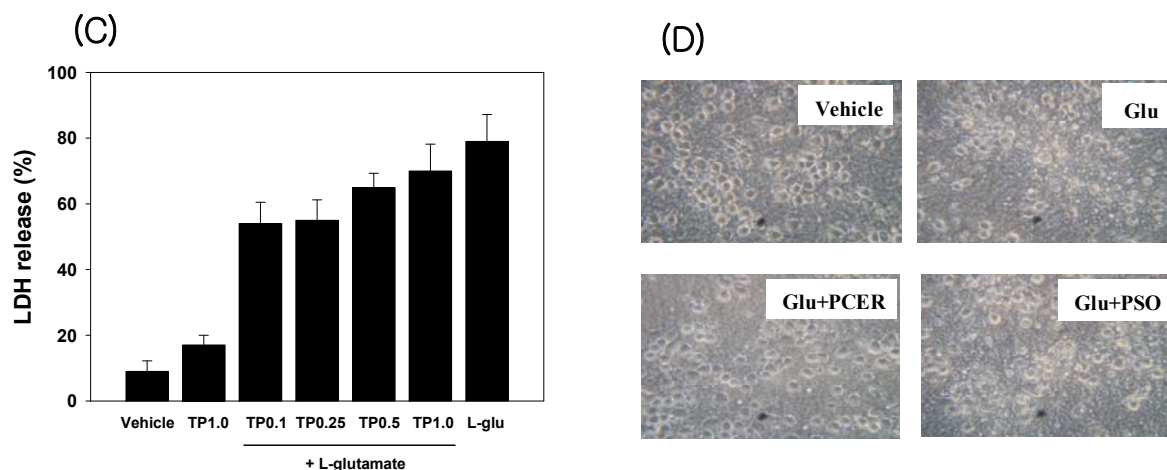 (C)
LDH release (%)
100
80
60
40
20
0
Vehicle TP1.0 TP0.1 TP0.25 TP0.5 TP1.0 L-glu
+ L-glutamate
(D)
Vehicle
Glu
Glu+PCER
Glu+PSO